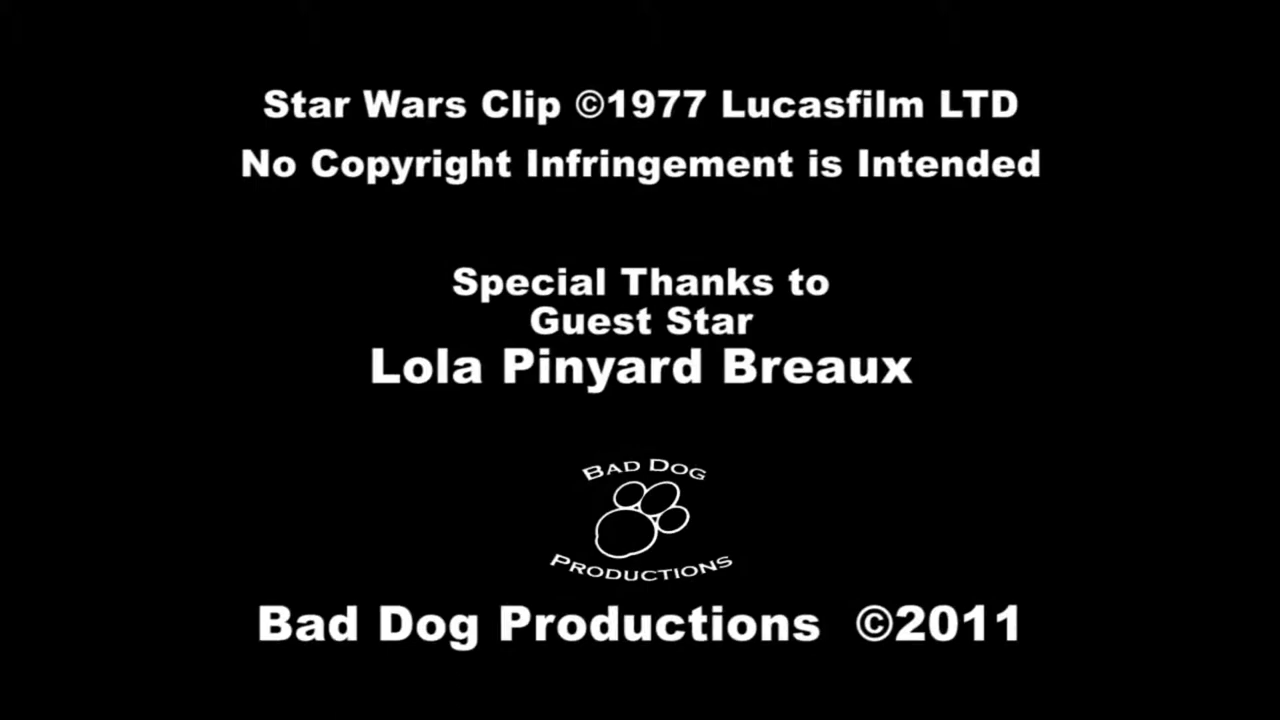 Star Wars Clip ©1977 Lucasfilm LTD
No Copyright Infringement is Intended
Special Thanks to
Guest Star
Lola Pinyard Breaux
BAD DOG
PRODUCTIONS
Bad Dog Productions ©2011